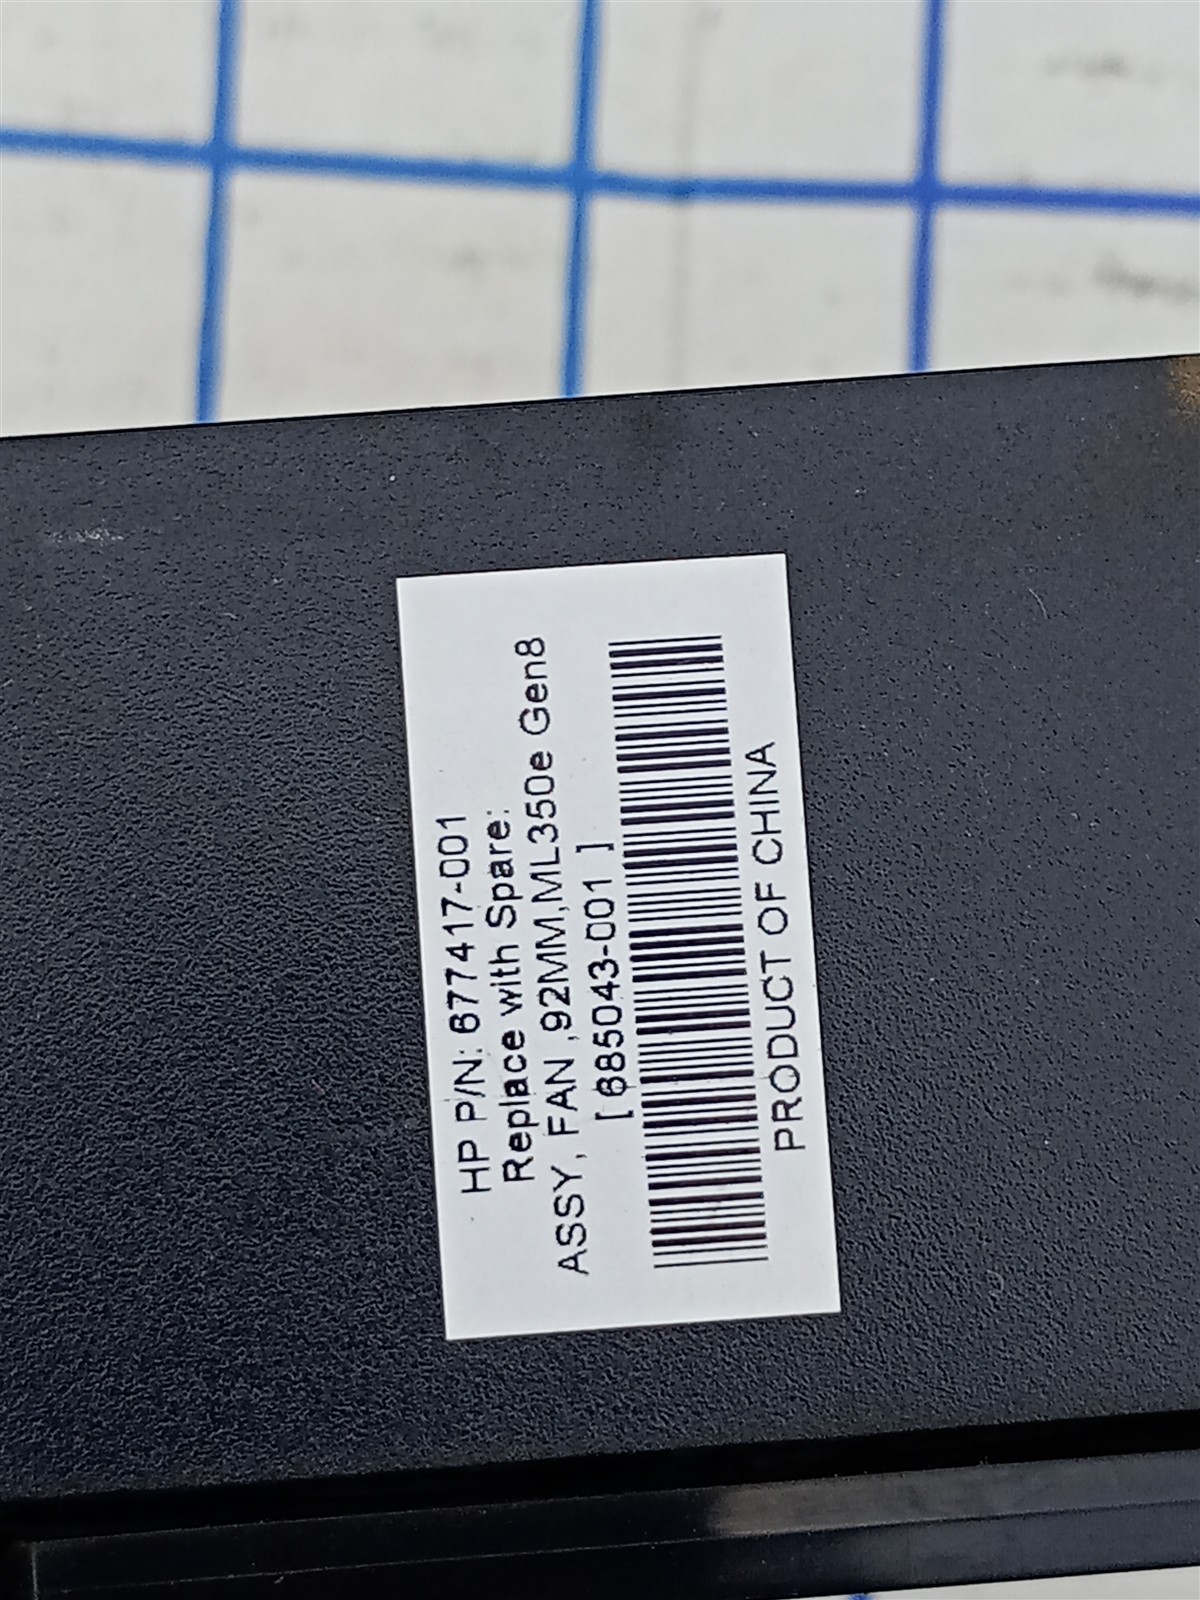 HP P/N: 677417-001
Replace with Spare:
ASSY, FAN ,92MM,ML350e Gen8
[ 685043-001 ]
PRODUCT OF CHINA